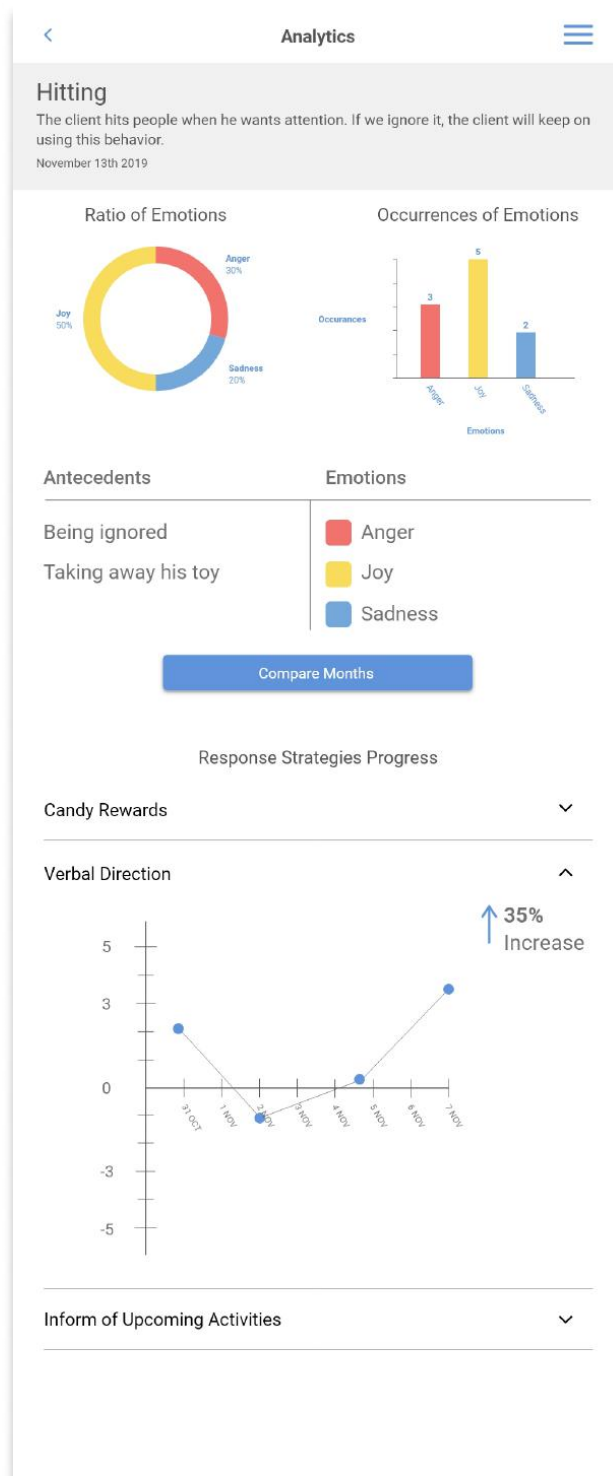 Analytics
Hitting
The client hits people when he wants attention. If we ignore it, the client will keep on
using this behavior.
November 13th 2019
Ratio of Emotions
Anger
30%
Joy
50%
Sadness
20%
Occurrences of Emotions
5
3
2
Occurances
Anger
Joy
Sadness
Emotions
Antecedents
Emotions
Being ignored
Anger
Taking away his toy
Joy
Sadness
Compare Months
Response Strategies Progress
Candy Rewards
Verbal Direction
35%
Increase
5
3
0
31 OCT
1 NOV
2 NOV
3 NOV
4 NOV
5 NOV
6 NOV
7 NOV
-3
-5
Inform of Upcoming Activities